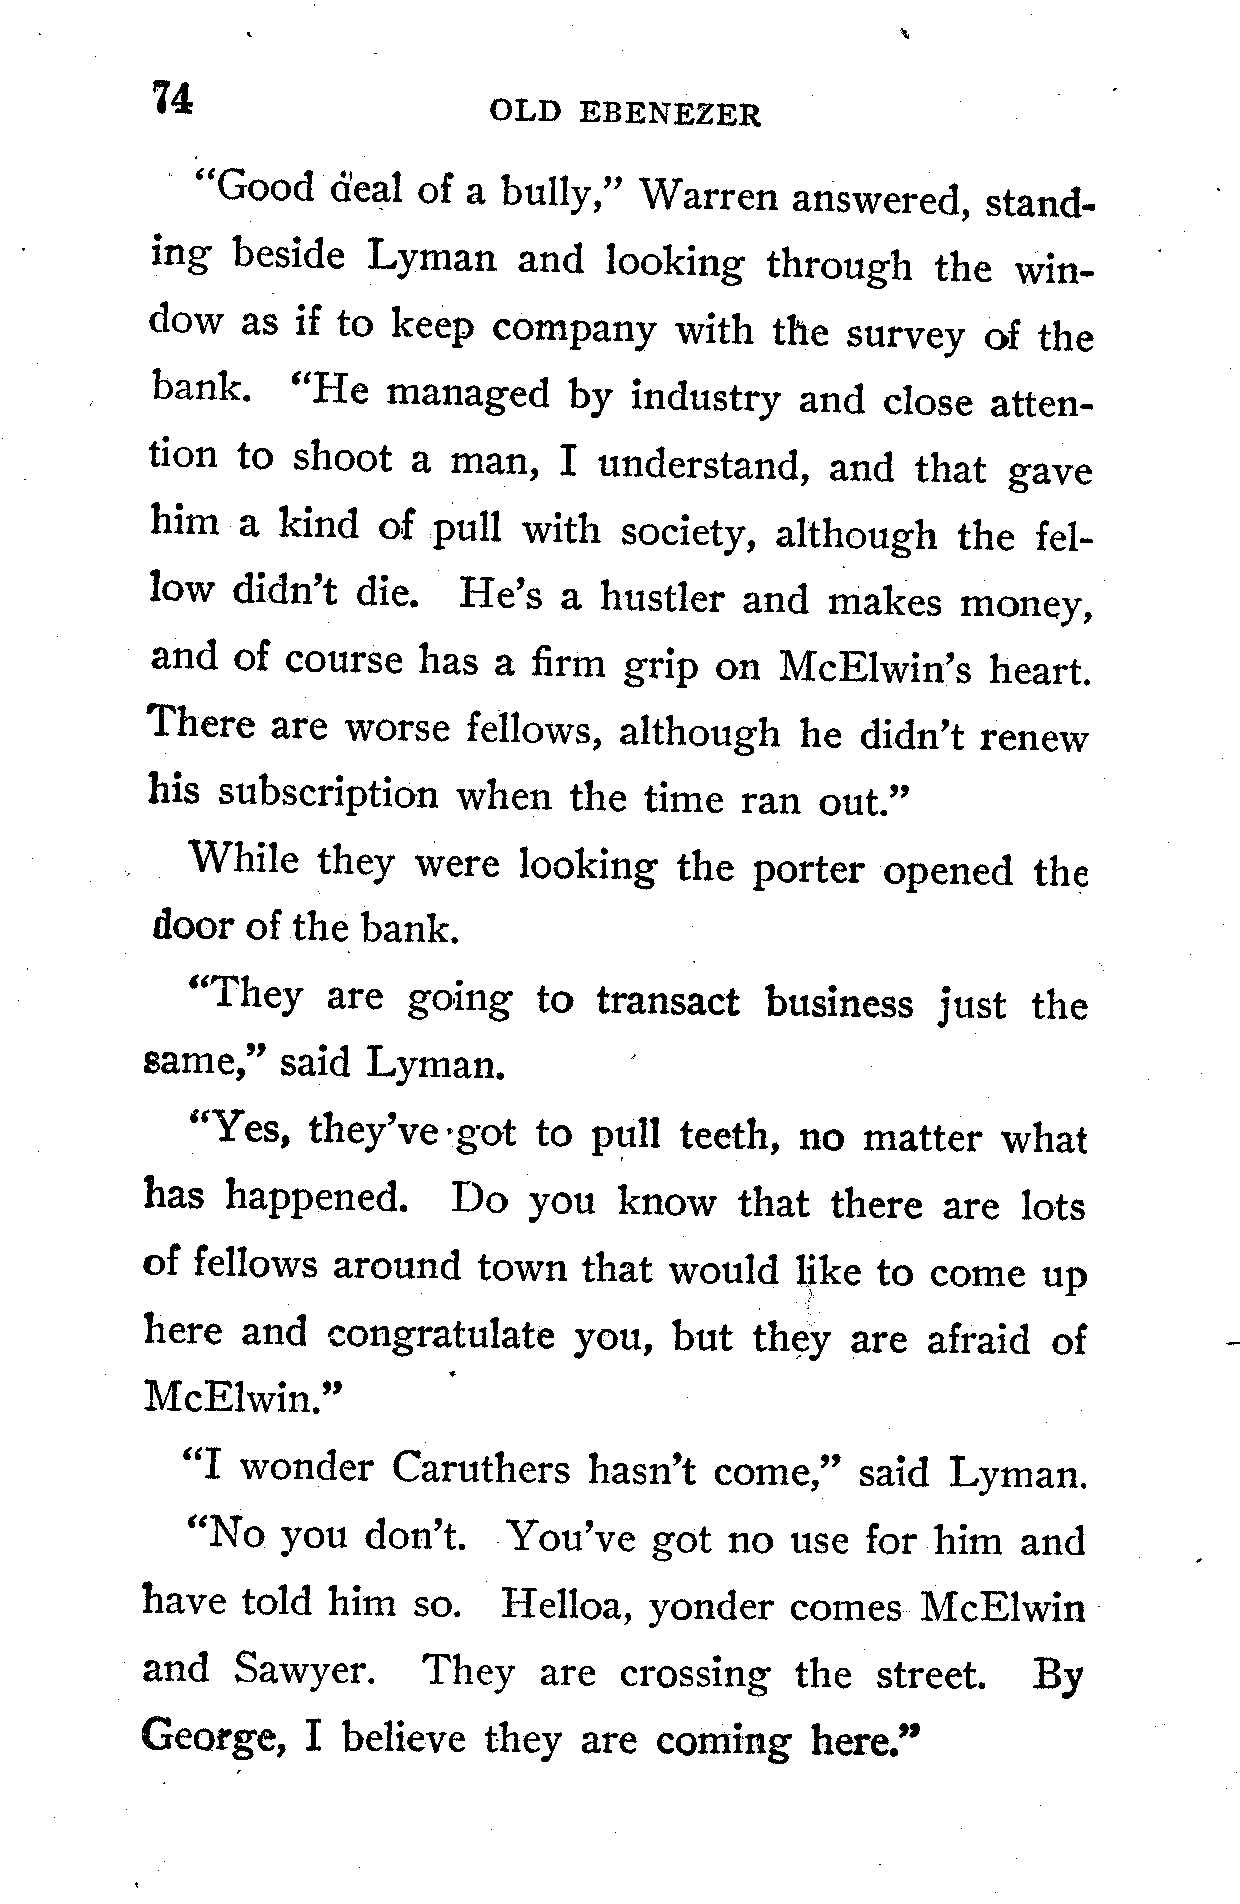 74
OLD EBENEZER
“Good deal of a bully,” Warren answered, stand-
ing beside Lyman and looking through the win-
dow as if to keep company with the survey of the
bank. “He managed by industry and close atten-
tion to shoot a man, I understand, and that gave
him a kind of pull with society, although the fel-
low didn’t die. He’s a hustler and makes money,
and of course has a firm grip on McElwin’s heart.
There are worse fellows, although he didn’t renew
his subscription when the time ran out.”
While they were looking the porter opened the
door of the bank.
“They are going to transact business just the
same,” said Lyman.
“Yes, they’ve got to pull teeth, no matter what
has happened. Do you know that there are lots
of fellows around town that would like to come up
here and congratulate you, but they are afraid of
McElwin.”
“I wonder Caruthers hasn’t come,” said Lyman.
“No you don’t. You’ve got no use for him and
have told him so. Helloa, yonder comes McElwin
and Sawyer. They are crossing the street. By
George, I believe they are coming here.”